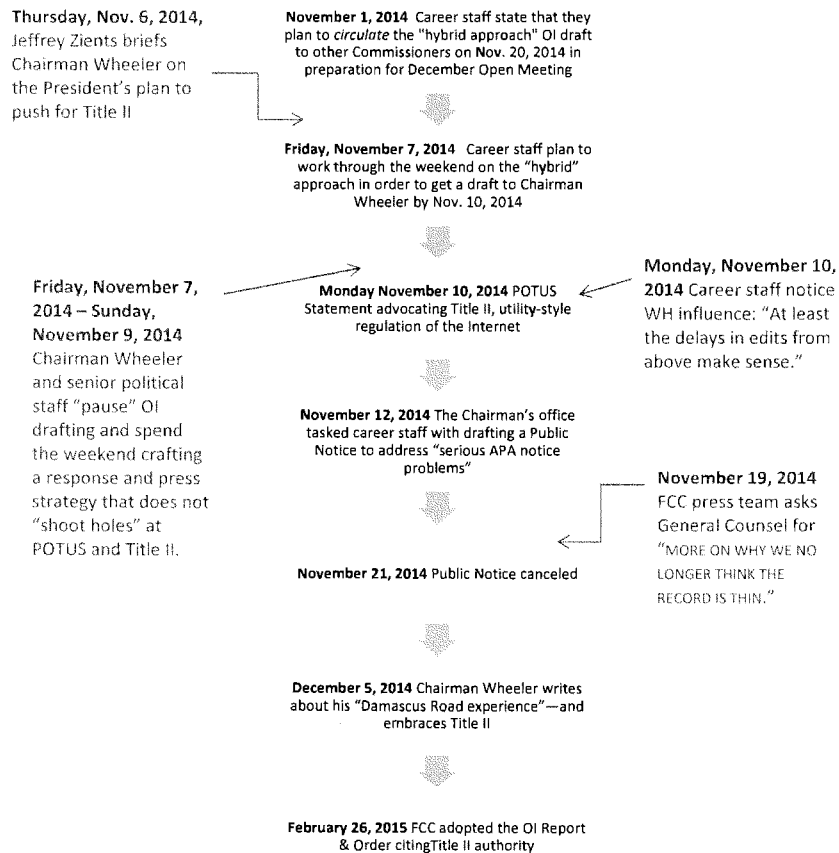 Thursday, Nov. 6, 2014,
Jeffrey Zients briefs
Chairman Wheeler on
the President's plan to
push for Title II
November 1, 2014 Career staff state that they
plan to circulate the "hybrid approach" OI draft
to other Commissioners on Nov. 20, 2014 in
preparation for December Open Meeting
Friday, November 7, 2014 Career staff plan to
work through the weekend on the "hybrid"
approach in order to get a draft to Chairman
Wheeler by Nov. 10, 2014
Friday, November 7,
2014 – Sunday,
November 9, 2014
Chairman Wheeler
and senior political
staff "pause" OI
drafting and spend
the weekend crafting
a response and press
strategy that does not
"shoot holes" at
POTUS and Title II.
Monday November 10, 2014 POTUS
Statement advocating Title II, utility-style
regulation of the Internet
Monday, November 10,
2014 Career staff notice
WH influence: "At least
the delays in edits from
above make sense."
November 12, 2014 The Chairman's office
tasked career staff with drafting a Public
Notice to address "serious APA notice
problems"
November 19, 2014
FCC press team asks
General Counsel for
"MORE ON WHY WE NO
LONGER THINK THE
RECORD IS THIN."
November 21, 2014 Public Notice canceled
December 5, 2014 Chairman Wheeler writes
about his "Damascus Road experience"—and
embraces Title II
February 26, 2015 FCC adopted the OI Report
& Order citingTitle II authority